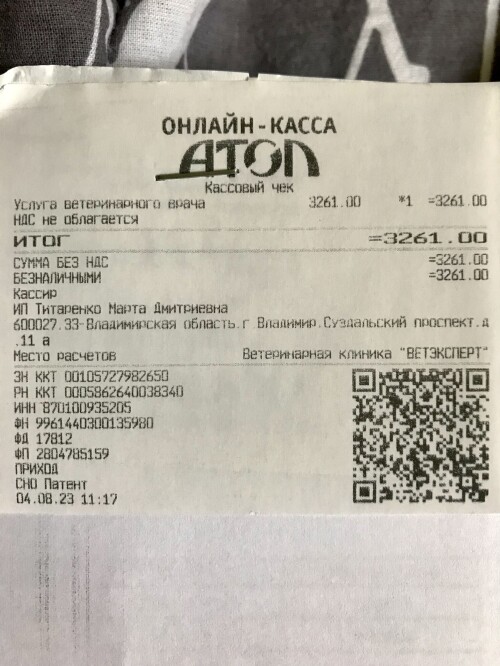 ОНЛАЙН-КАССА
АТОЛ
Кассовый чек
Услуга ветеринарного врача 3261.00 *1 =3261.00
НДС не облагается
ИТОГ =3261.00
СУММА БЕЗ НДС =3261.00
БЕЗНАЛИЧНЫМИ =3261.00
Кассир
ИП Титаренко Марта Дмитриевна
600027.33-Владимирская область.г Владимир.Суздальский проспект.д
.11 а
Место расчетов Ветеринарная клиника "ВЕТЭКСПЕРТ"
ЗН ККТ 00105727982650
РН ККТ 0005862640038340
ИНН 870100935205
ФН 9961440300135980
ФД 17812
ФП 2804785159
ПРИХОД
СНО Патент
04.08.23 11:17